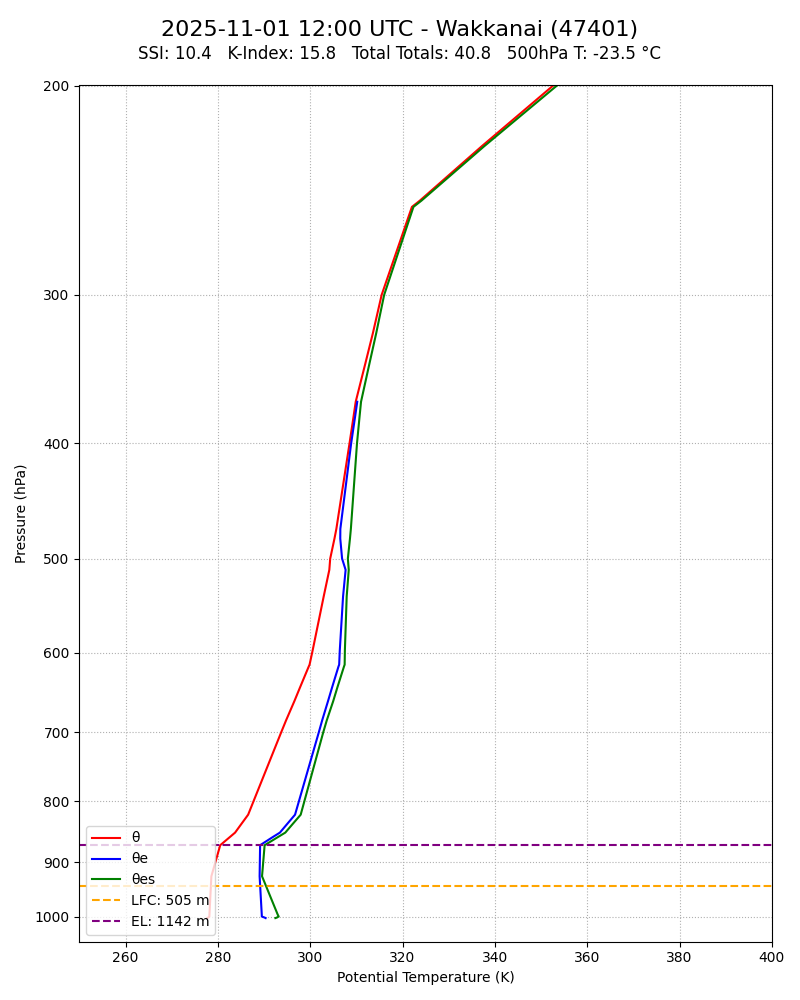 2025-11-01 12:00 UTC - Wakkanai (47401)
SSI: 10.4   K-Index: 15.8   Total Totals: 40.8   500hPa T: -23.5 °C
200
300
400
500
600
700
800
900
1000
Pressure (hPa)
θ
θe
θes
LFC: 505 m
EL: 1142 m
260
280
300
320
340
360
380
400
Potential Temperature (K)